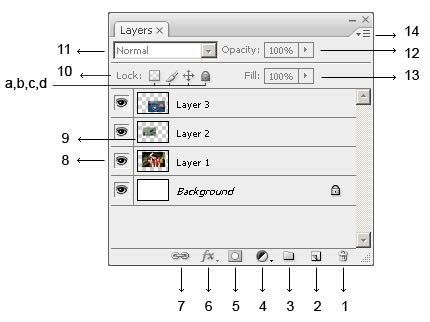 Layers ×
14
11
Normal
Opacity:
100%
12
10
Lock:
Fill:
100%
13
a,b,c,d
Layer 3
9
Layer 2
8
Layer 1
Background
fx.
7
6
5
4
3
2
1